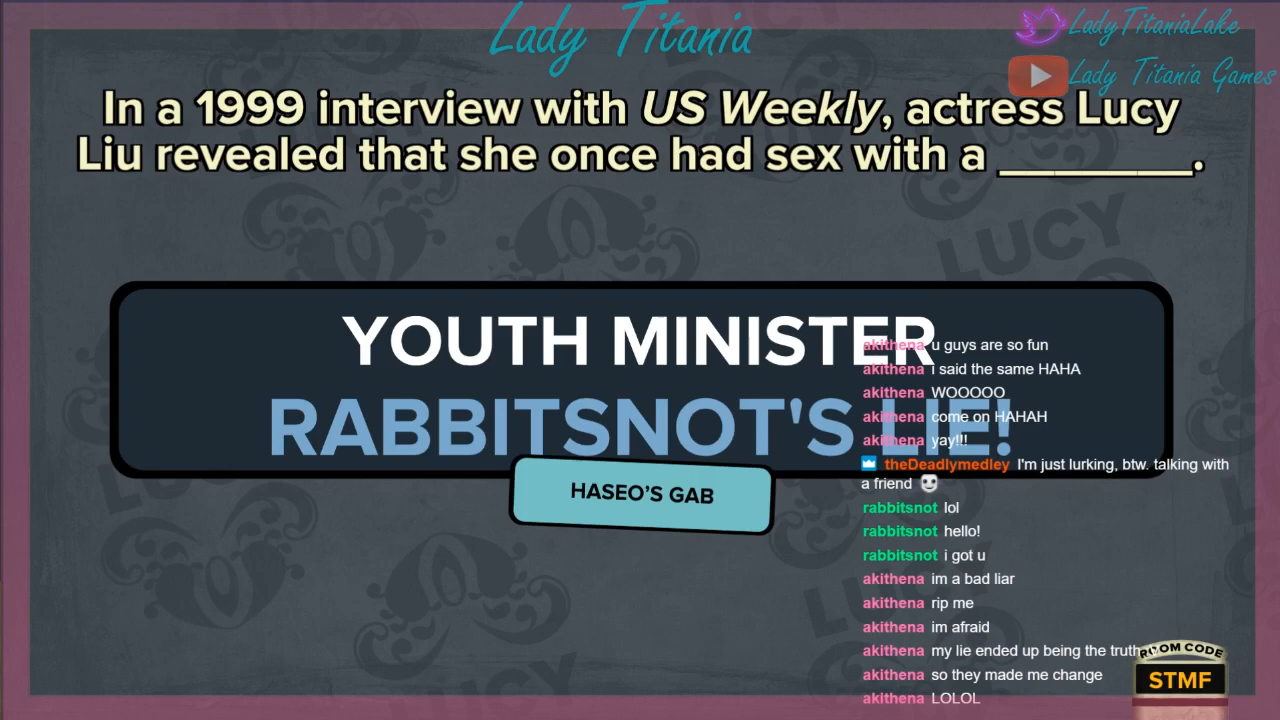 Lady Titania
LadyTitaniaLake
Lady Titania Games
In a 1999 interview with US Weekly, actress Lucy
Liu revealed that she once had sex with a ________.
LUCY
YOUTH MINISTER
RABBITSNOT'S LIE!
HASEO'S GAB
akithena u guys are so fun
akithena i said the same HAHA
akithena WOOOOO
akithena come on HAHAH
akithena yay!!!
theDeadlymedley I'm just lurking, btw. talking with
a friend
rabbitsnot lol
rabbitsnot hello!
rabbitsnot i got u
akithena im a bad liar
akithena rip me
akithena im afraid
akithena my lie ended up being the truth
akithena so they made me change
akithena LOLOL
ROOM CODE
STMF